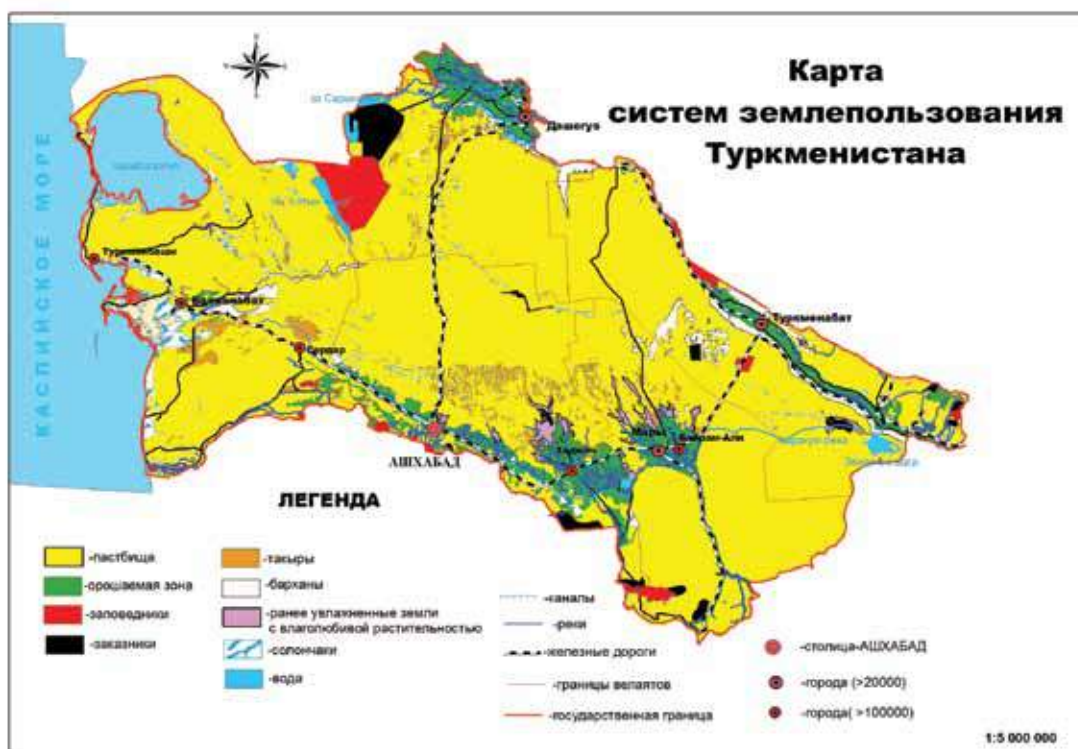 Карта
систем землепользования
Туркменистана
КАСПИЙСКОЕ МОРЕ
Дашогуз
Туркменбаши
Балканабат
Сердар
Туркменабат
Мары
Байрам-Али
Теджен
АШХАБАД
ЛЕГЕНДА
-пастбища
-орошаемая зона
-заповедники
-заказники
-такыры
-барханы
-ранее увлажненные земли
с влаголюбивой растительностью
-солончаки
-вода
-каналы
-реки
-железные дороги
-границы велаятов
-государственная граница
-столица-АШХАБАД
-города (>20000)
-города( >100000)
1:5 000 000